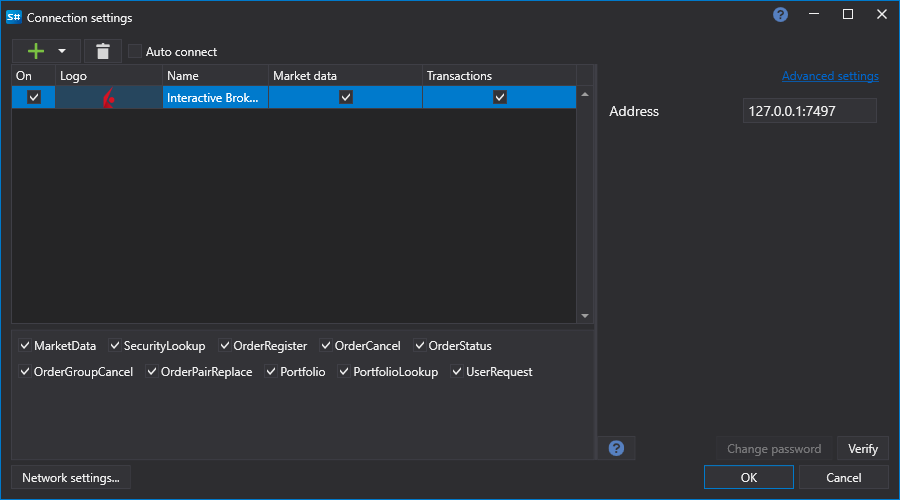 S# Connection settings ?
Auto connect
On Logo Name Market data Transactions
Interactive Brok...
Advanced settings
Address 127.0.0.1:7497
MarketData SecurityLookup OrderRegister OrderCancel OrderStatus
OrderGroupCancel OrderPairReplace Portfolio PortfolioLookup UserRequest
? Change password Verify
Network settings... OK Cancel